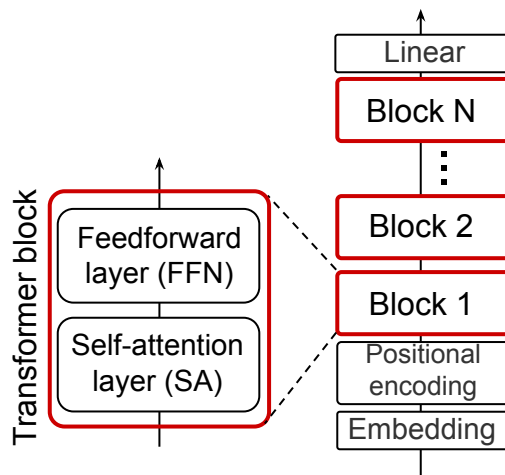 Transformer block
Feedforward
layer (FFN)
Self-attention
layer (SA)
Linear
Block N
Block 2
Block 1
Positional
encoding
Embedding